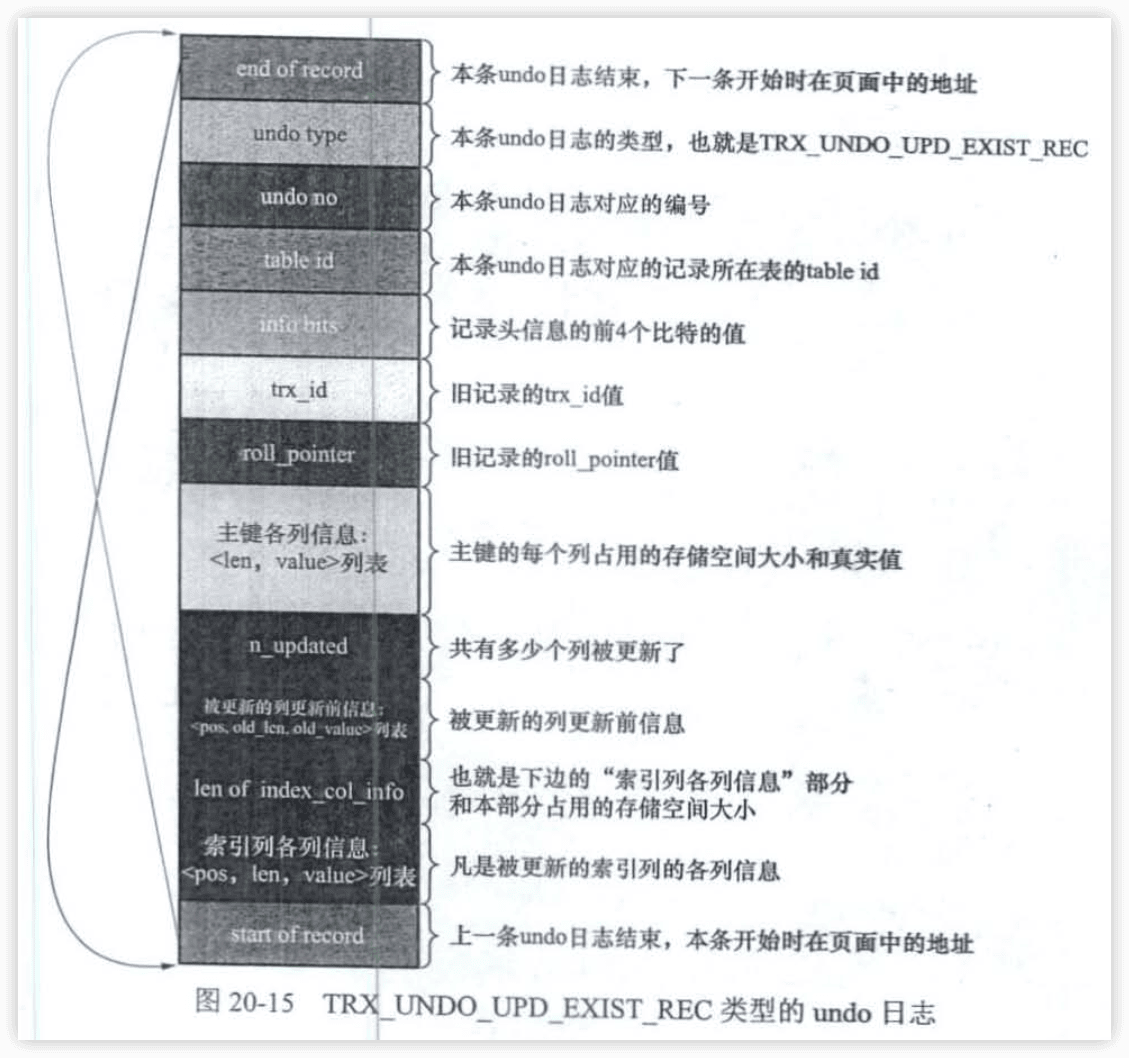 end of record
本条undo日志结束，下一条开始时在页面中的地址
undo type
本条undo日志的类型，也就是TRX_UNDO_UPD_EXIST_REC
undo no
本条undo日志对应的编号
table id
本条undo日志对应的记录所在表的table id
info bits
记录头信息的前4个比特的值
trx_id
旧记录的trx_id值
roll_pointer
旧记录的roll_pointer值
主键各列信息：
<len，value>列表
主键的每个列占用的存储空间大小和真实值
n_updated
共有多少个列被更新了
被更新的列更新前信息：
<pos, old_len, old_value>列表
被更新的列更新前信息
len of index_col_info
也就是下边的“索引列各列信息”部分
和本部分占用的存储空间大小
索引列各列信息：
<pos，len，value>列表
凡是被更新的索引列的各列信息
start of record
上一条undo日志结束，本条开始时在页面中的地址
图 20-15 TRX_UNDO_UPD_EXIST_REC 类型的 undo 日志